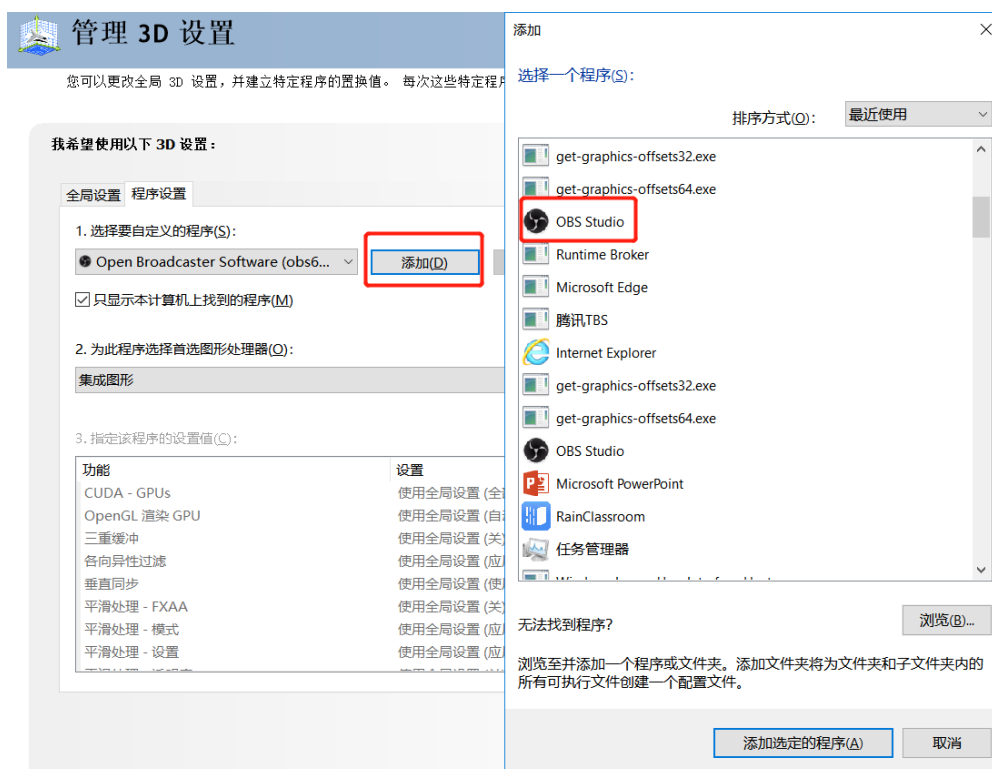 管理 3D 设置
您可以更改全局 3D 设置，并建立特定程序的置换值。 每次这些特定程序
我希望使用以下 3D 设置：
全局设置 程序设置
1. 选择要自定义的程序(S)：
Open Broadcaster Software (obs6... 添加(D)
只显示本计算机上找到的程序(M)
2. 为此程序选择首选图形处理器(O)：
集成图形
3. 指定该程序的设置值(C)：
功能 设置
CUDA - GPUs 使用全局设置 (全
OpenGL 渲染 GPU 使用全局设置 (自
三重缓冲 使用全局设置 (关)
各向异性过滤 使用全局设置 (应
垂直同步 使用全局设置 (使
平滑处理 - FXAA 使用全局设置 (关)
平滑处理 - 模式 使用全局设置 (应
平滑处理 - 设置 使用全局设置 (应
添加
选择一个程序(S)：
排序方式(O)： 最近使用
get-graphics-offsets32.exe
get-graphics-offsets64.exe
OBS Studio
Runtime Broker
Microsoft Edge
腾讯TBS
Internet Explorer
get-graphics-offsets32.exe
get-graphics-offsets64.exe
OBS Studio
Microsoft PowerPoint
RainClassroom
任务管理器
无法找到程序? 浏览(B)...
浏览至并添加一个程序或文件夹。添加文件夹将为文件夹和子文件夹内的
所有可执行文件创建一个配置文件。
添加选定的程序(A) 取消